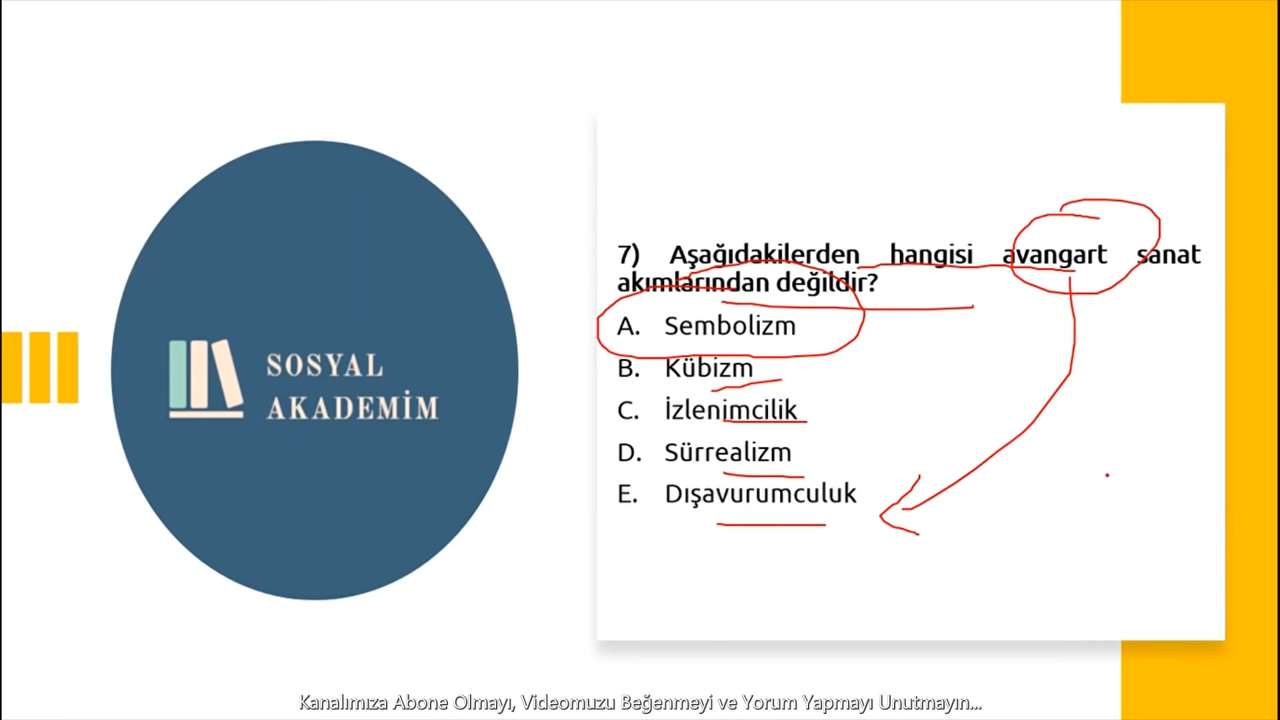 SOSYAL
AKADEMİM
7) Aşağıdakilerden hangisi avangart sanat
akımlarından değildir?
A. Sembolizm
B. Kübizm
C. İzlenimcilik
D. Sürrealizm
E. Dışavurumculuk
Kanalımıza Abone Olmayı, Videomuzu Beğenmeyi ve Yorum Yapmayı Unutmayın...